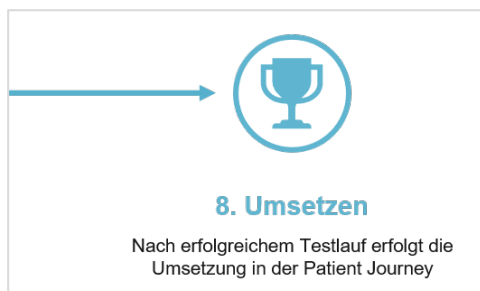 8. Umsetzen
Nach erfolgreichem Testlauf erfolgt die
Umsetzung in der Patient Journey